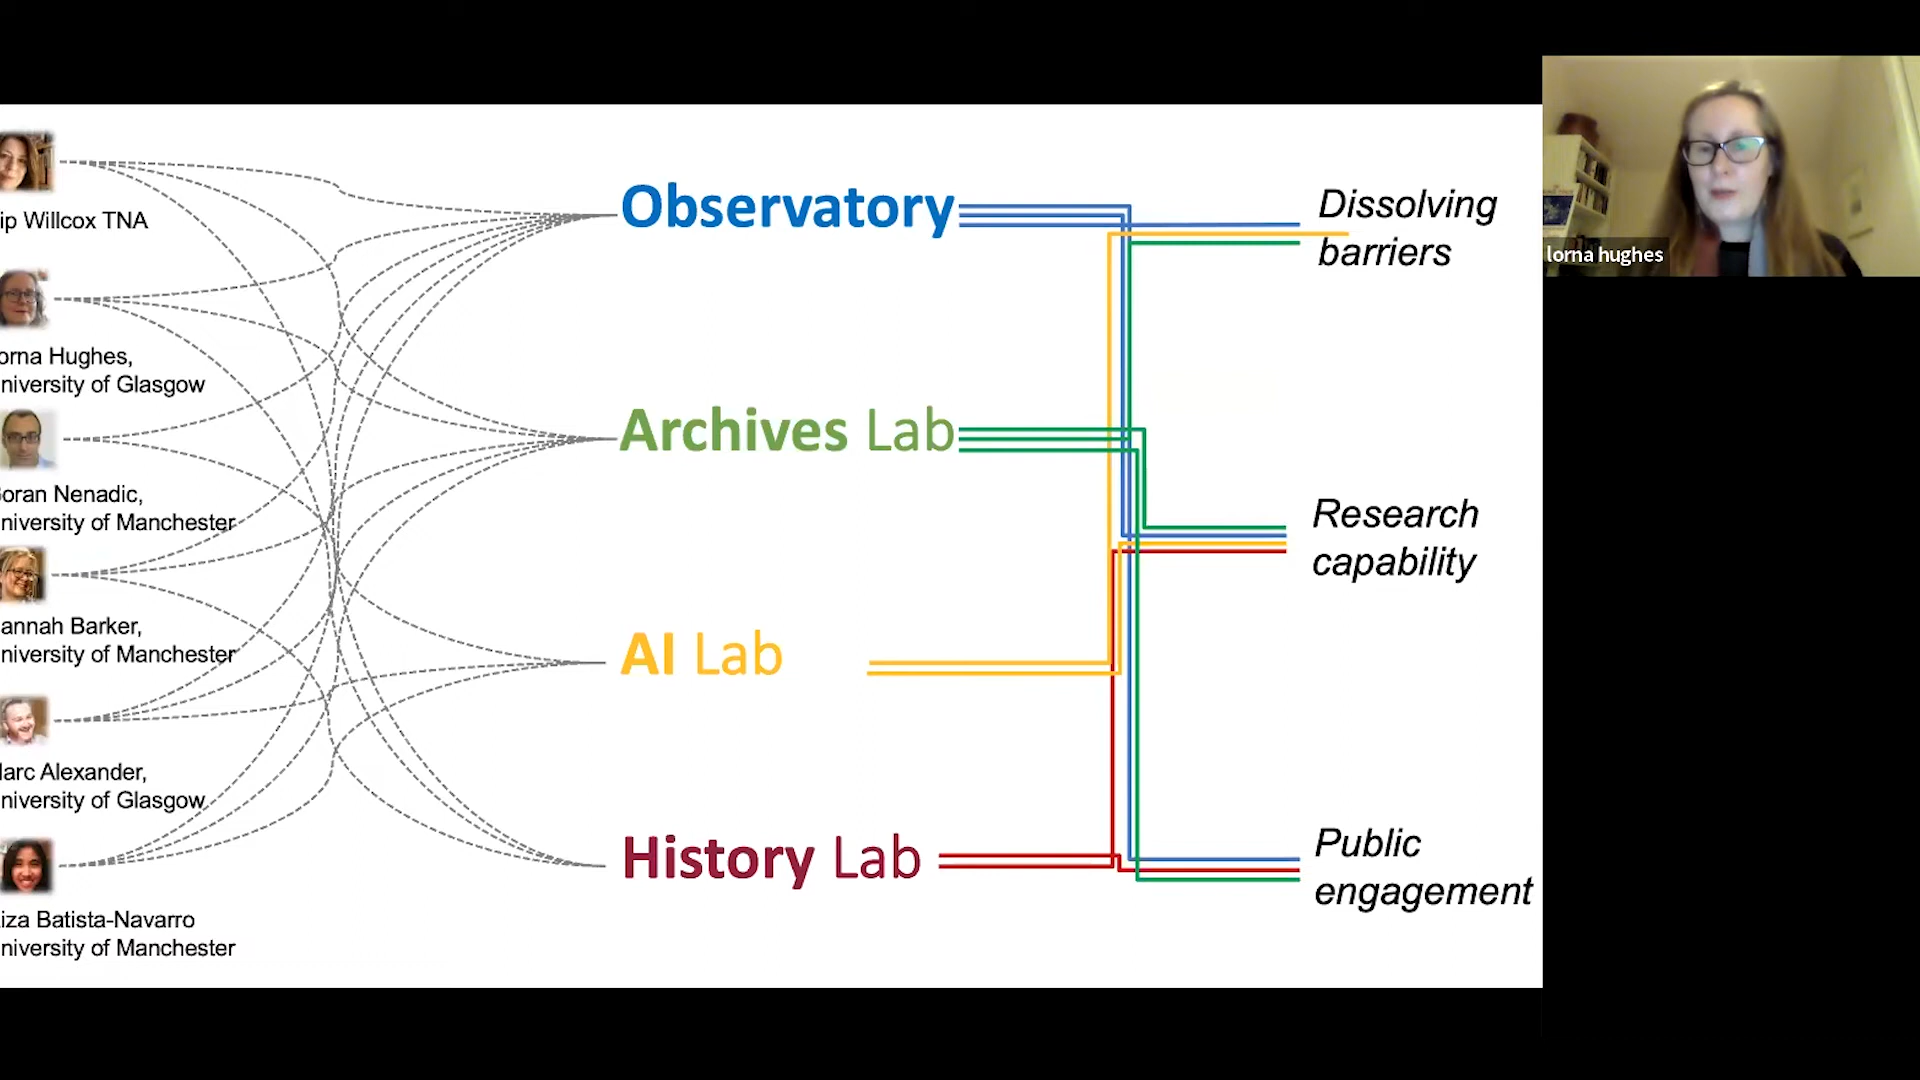 ip Willcox TNA
orna Hughes,
niversity of Glasgow
oran Nenadic,
niversity of Manchester
annah Barker,
niversity of Manchester
arc Alexander,
niversity of Glasgow
iza Batista-Navarro
niversity of Manchester
Observatory
Archives Lab
AI Lab
History Lab
Dissolving
barriers
Research
capability
Public
engagement
lorna hughes